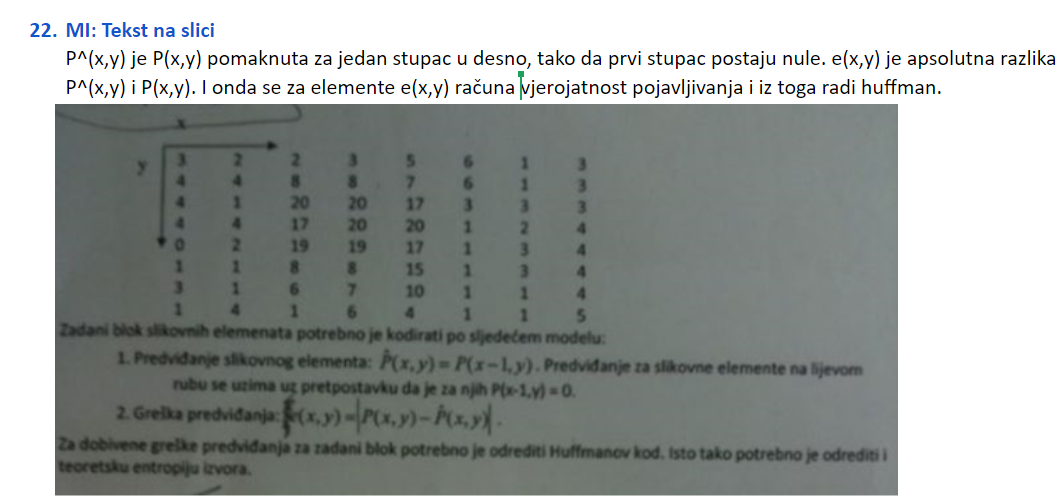 22. MI: Tekst na slici
P^(x,y) je P(x,y) pomaknuta za jedan stupac u desno, tako da prvi stupac postaju nule. e(x,y) je apsolutna razlika
P^(x,y) i P(x,y). I onda se za elemente e(x,y) računa vjerojatnost pojavljivanja i iz toga radi huffman.
x
y 3 2 2 3 5 6 1 3
4 4 8 8 7 6 1 3
4 1 20 20 17 3 3 3
4 4 17 20 20 1 2 4
0 2 19 19 17 1 3 4
1 1 8 8 15 1 3 4
3 1 6 7 10 1 1 4
1 4 1 6 4 1 1 5
Zadani blok slikovnih elemenata potrebno je kodirati po sljedećem modelu:
1. Predviđanje slikovnog elementa: P̂(x,y) = P(x−1,y). Predviđanje za slikovne elemente na lijevom
rubu se uzima uz pretpostavku da je za njih P(x-1,y) = 0.
2. Greška predviđanja: e(x,y) = |P(x,y) − P̂(x,y)|.
Za dobivene greške predviđanja za zadani blok potrebno je odrediti Huffmanov kod. Isto tako potrebno je odrediti i
teoretsku entropiju izvora.